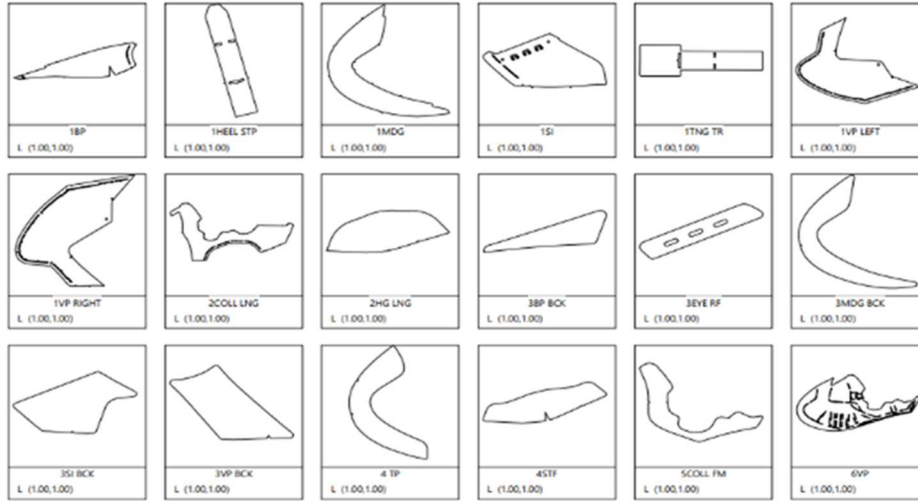 1BP
L (1.00,1.00)
1HEEL STP
L (1.00,1.00)
1MDG
L (1.00,1.00)
1SI
L (1.00,1.00)
1TNG TR
L (1.00,1.00)
1VP LEFT
L (1.00,1.00)
1VP RIGHT
L (1.00,1.00)
2COLL LNG
L (1.00,1.00)
2HG LNG
L (1.00,1.00)
3BP BCK
L (1.00,1.00)
3EYE RF
L (1.00,1.00)
3MDG BCK
L (1.00,1.00)
3SI BCK
L (1.00,1.00)
3VP BCK
L (1.00,1.00)
4 TP
L (1.00,1.00)
4STF
L (1.00,1.00)
5COLL FM
L (1.00,1.00)
6VP
L (1.00,1.00)